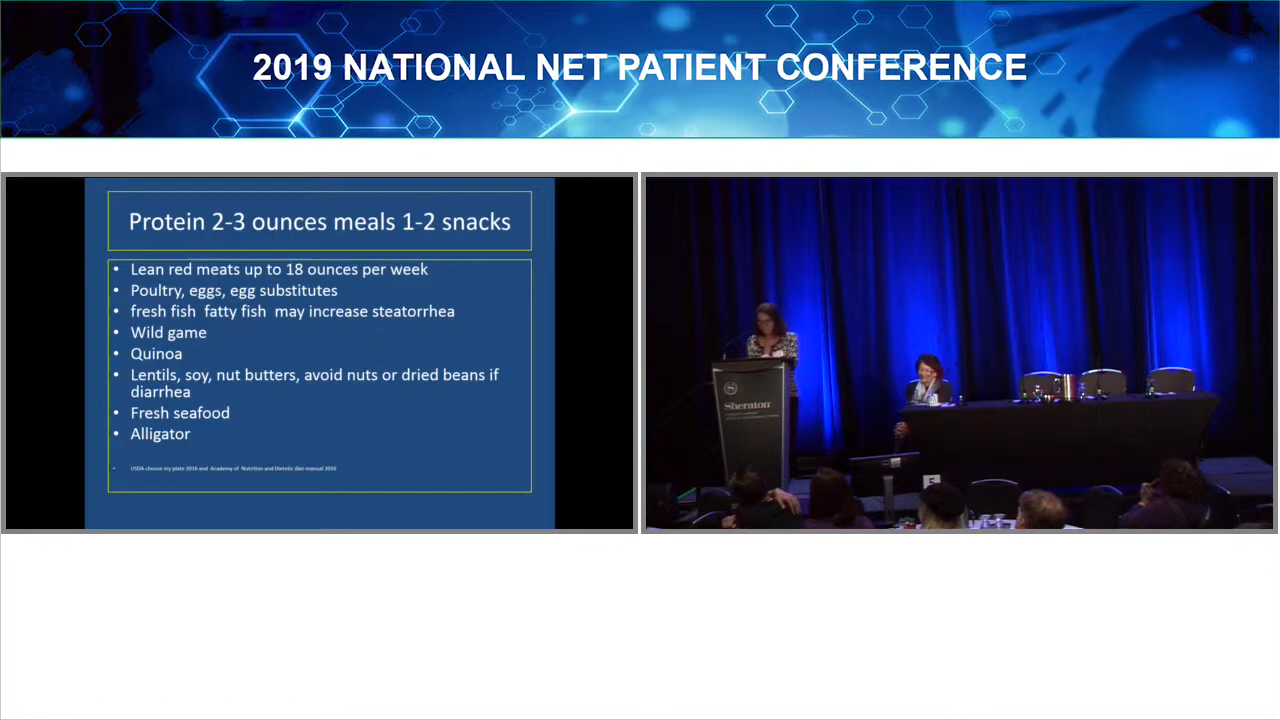 2019 NATIONAL NET PATIENT CONFERENCE
Protein 2-3 ounces meals 1-2 snacks
• Lean red meats up to 18 ounces per week
• Poultry, eggs, egg substitutes
• fresh fish fatty fish may increase steatorrhea
• Wild game
• Quinoa
• Lentils, soy, nut butters, avoid nuts or dried beans if
diarrhea
• Fresh seafood
• Alligator
• USDA choose my plate 2016 and Academy of Nutrition and Dietetic diet manual 2016
Sheraton
5